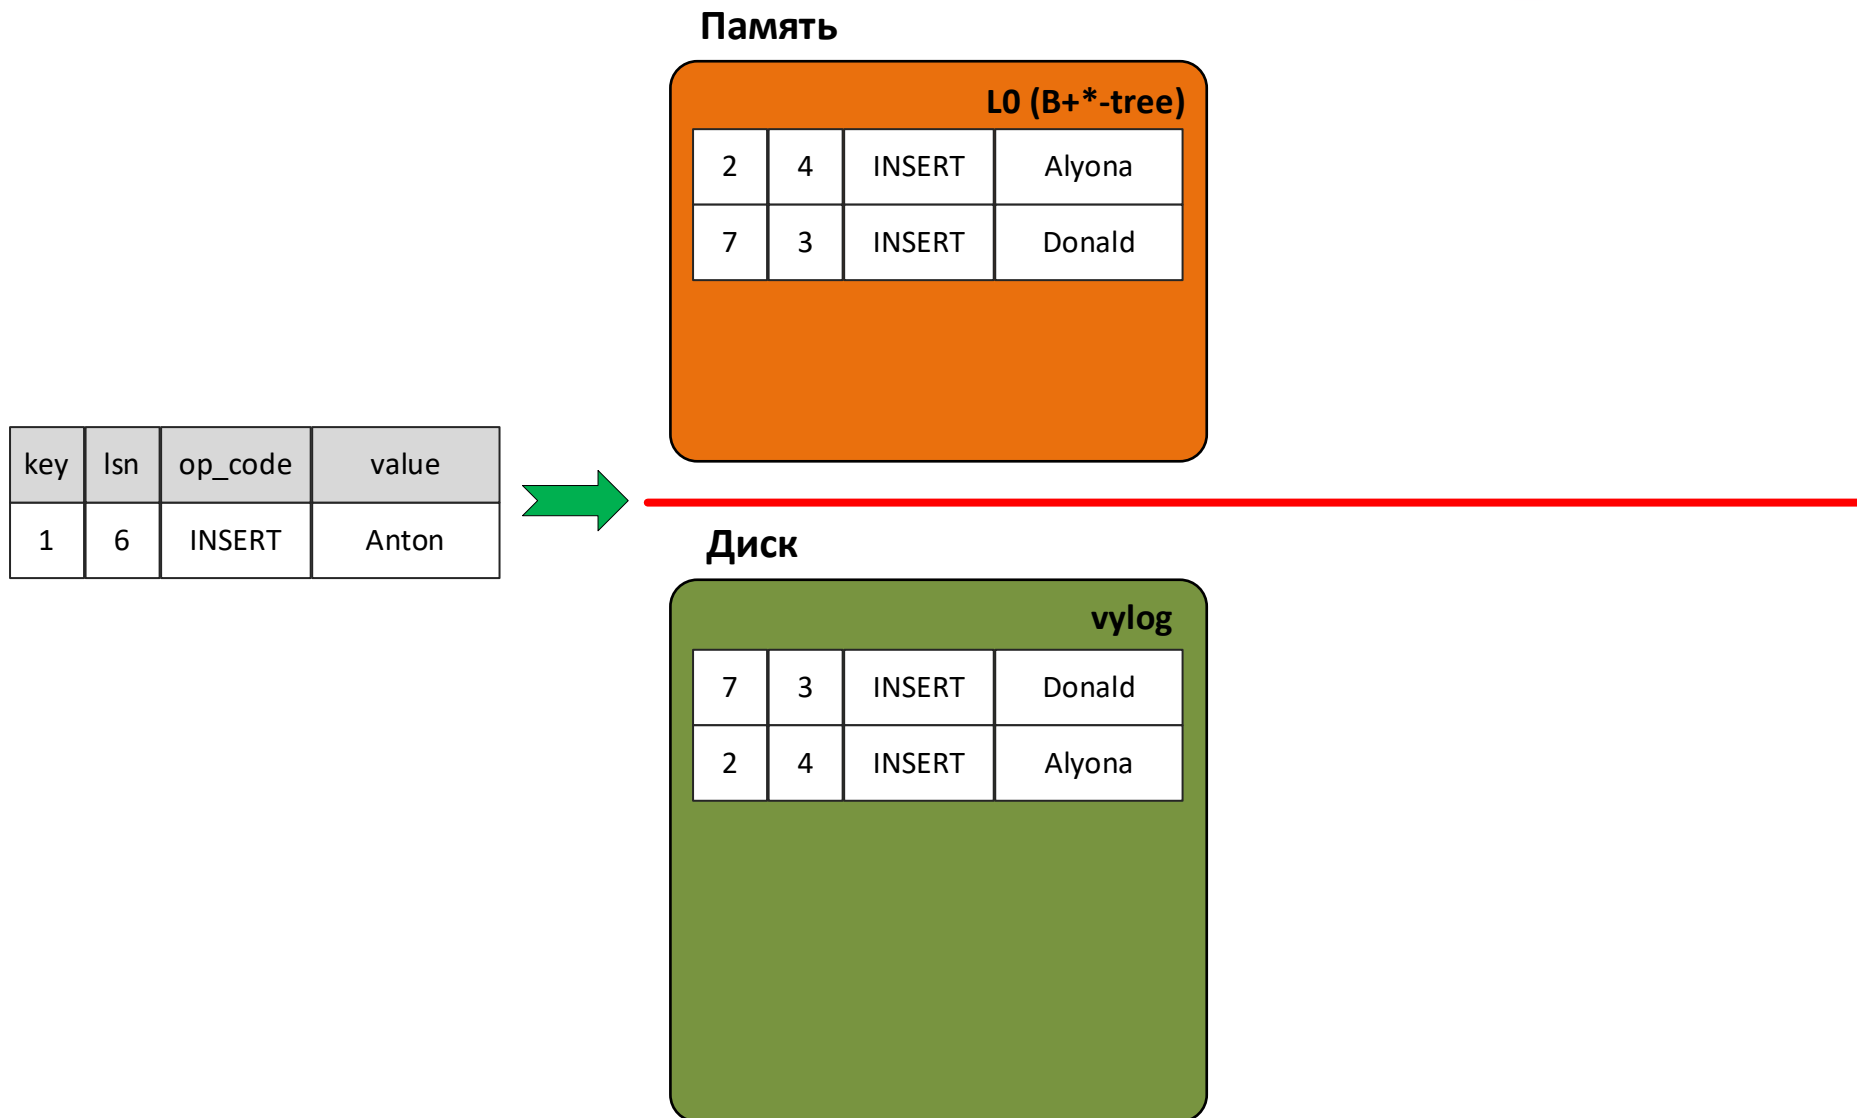 Память
L0 (B+*-tree)
2 4 INSERT Alyona
7 3 INSERT Donald
key lsn op_code value
1 6 INSERT Anton
Диск
vylog
7 3 INSERT Donald
2 4 INSERT Alyona